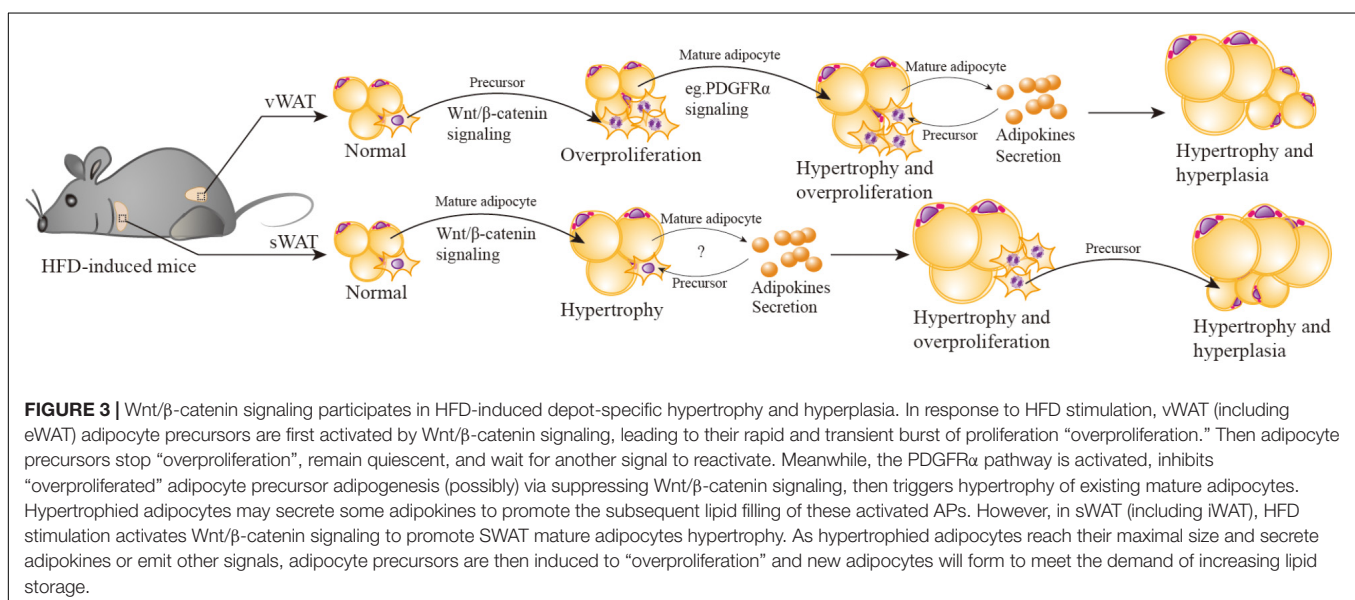 vWAT
sWAT
HFD-induced mice
Normal
Precursor
Wnt/β-catenin
signaling
Overproliferation
Mature adipocyte
eg.PDGFRα
signaling
Hypertrophy and
overproliferation
Mature adipocyte
Precursor
Adipokines
Secretion
Hypertrophy and
hyperplasia
Normal
Mature adipocyte
Wnt/β-catenin
signaling
Hypertrophy
Mature adipocyte
?
Precursor
Adipokines
Secretion
Hypertrophy and
overproliferation
Precursor
Hypertrophy and
hyperplasia
FIGURE 3 | Wnt/β-catenin signaling participates in HFD-induced depot-specific hypertrophy and hyperplasia. In response to HFD stimulation, vWAT (including
eWAT) adipocyte precursors are first activated by Wnt/β-catenin signaling, leading to their rapid and transient burst of proliferation “overproliferation.” Then adipocyte
precursors stop “overproliferation”, remain quiescent, and wait for another signal to reactivate. Meanwhile, the PDGFRα pathway is activated, inhibits
“overproliferated” adipocyte precursor adipogenesis (possibly) via suppressing Wnt/β-catenin signaling, then triggers hypertrophy of existing mature adipocytes.
Hypertrophied adipocytes may secrete some adipokines to promote the subsequent lipid filling of these activated APs. However, in sWAT (including iWAT), HFD
stimulation activates Wnt/β-catenin signaling to promote SWAT mature adipocytes hypertrophy. As hypertrophied adipocytes reach their maximal size and secrete
adipokines or emit other signals, adipocyte precursors are then induced to “overproliferation” and new adipocytes will form to meet the demand of increasing lipid
storage.